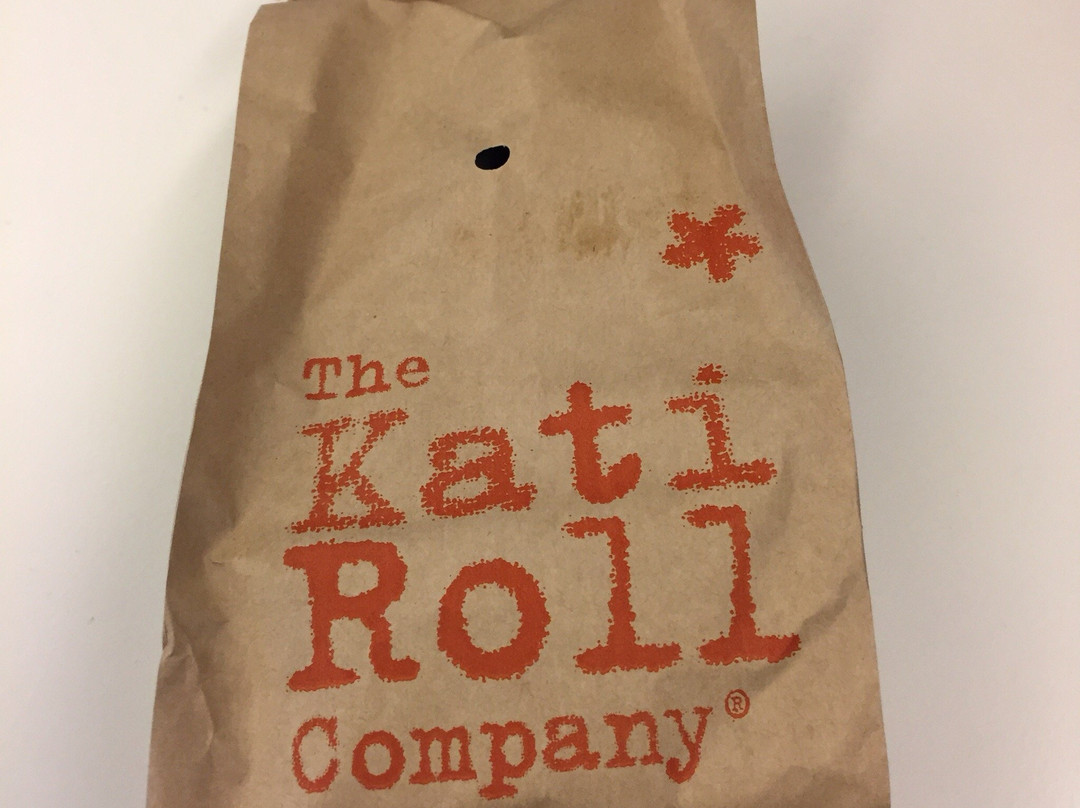 The
Kati
Roll
Company®